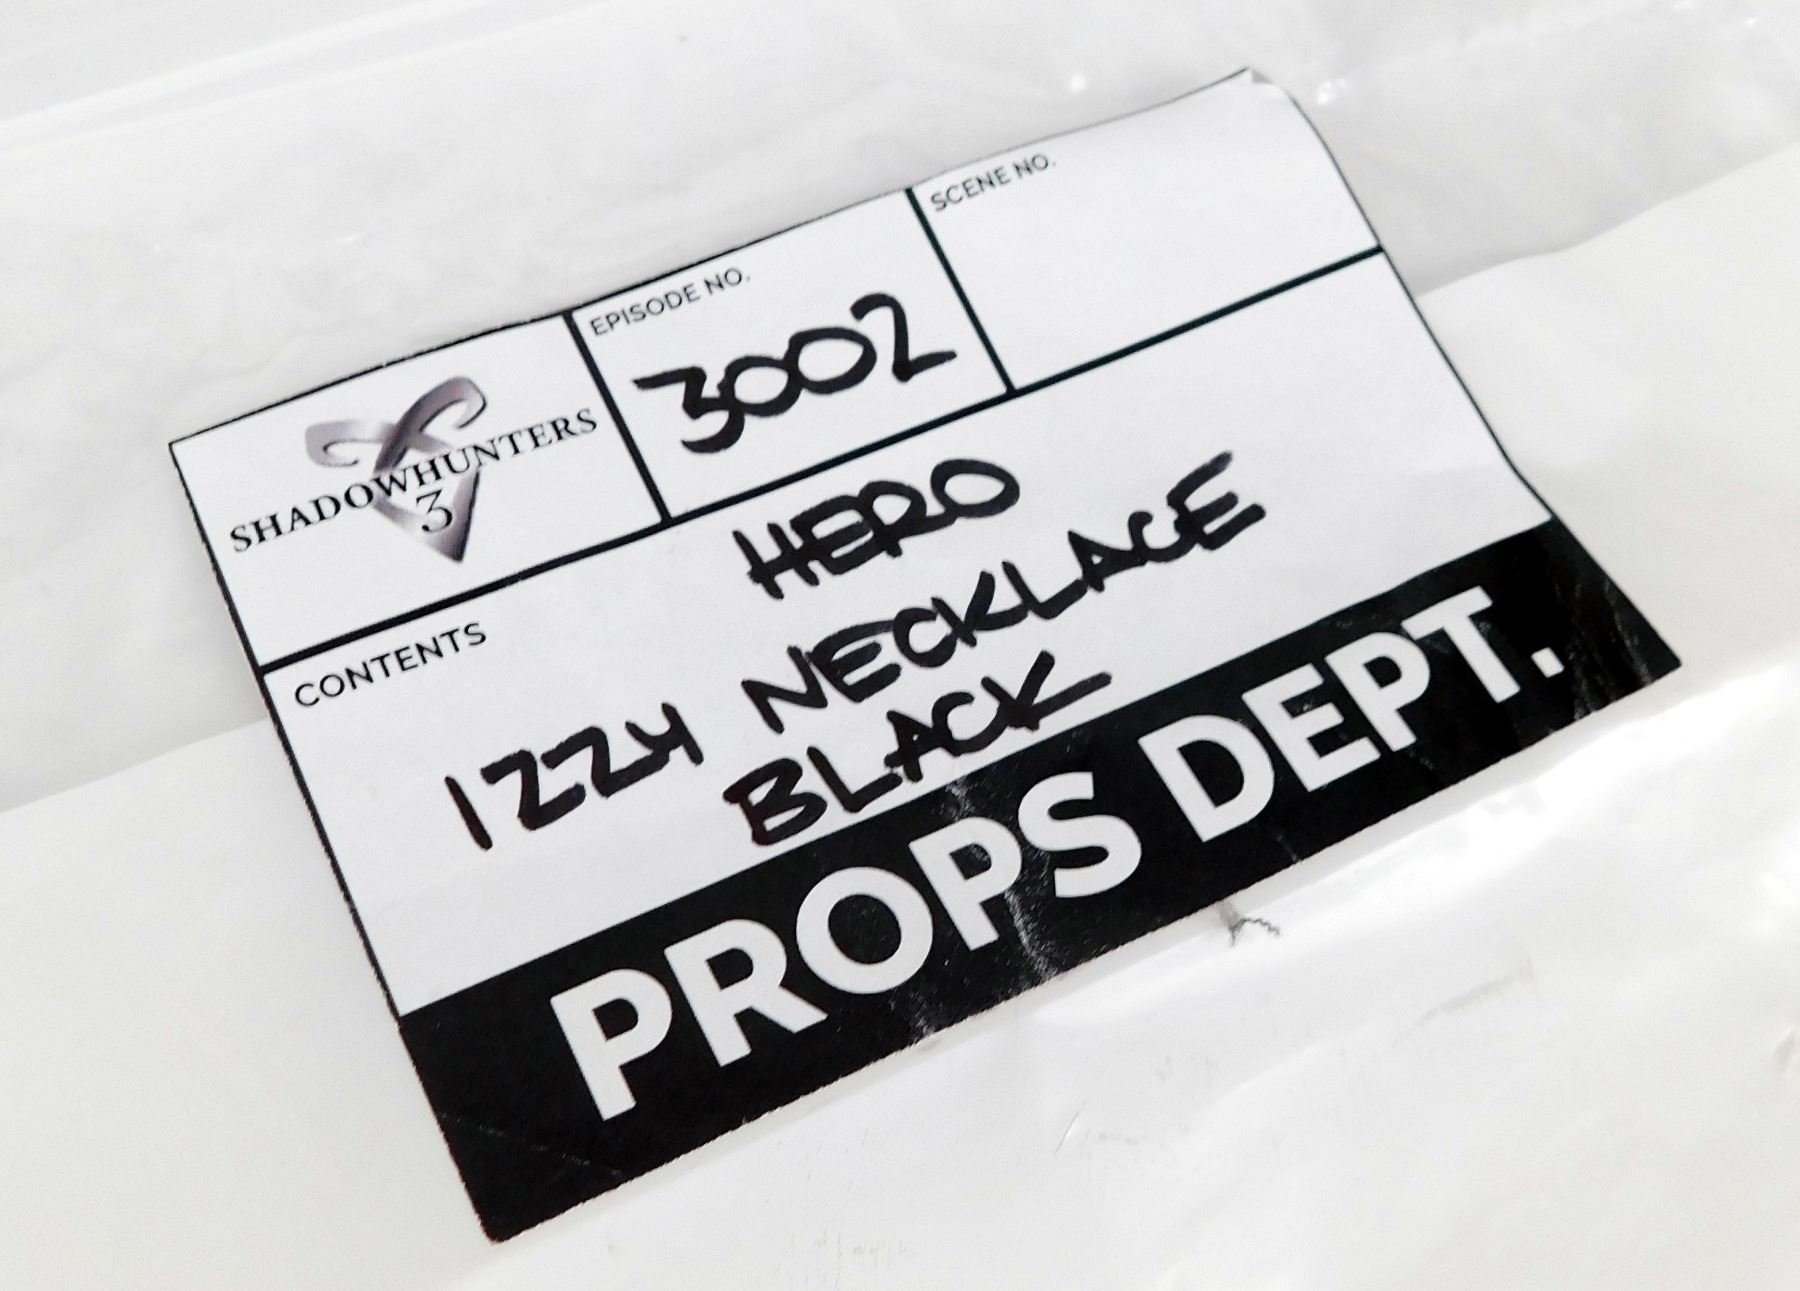 SHADOWHUNTERS
3
EPISODE NO.
3002
SCENE NO.
CONTENTS
HERO
IZZY NECKLACE
BLACK
PROPS DEPT.